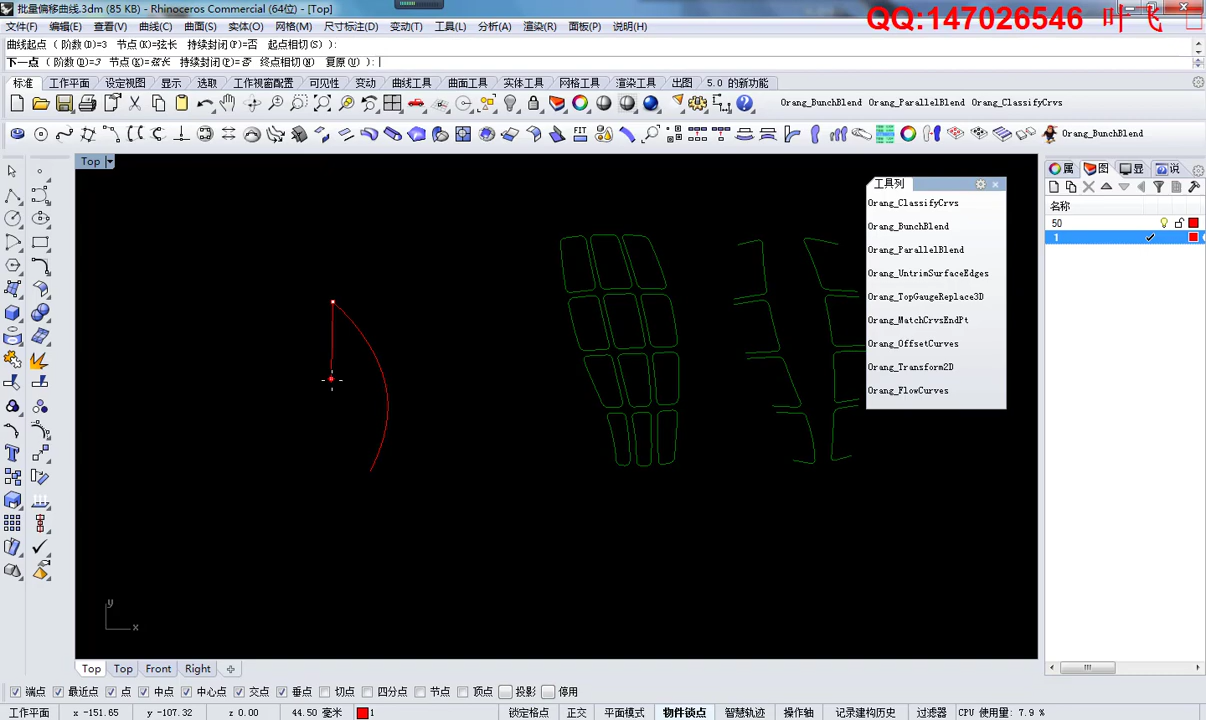 批量偏移曲线.3dm (85 KB) - Rhinoceros Commercial (64位) - [Top]
QQ:147026546 叶飞
文件(F) 编辑(E) 查看(V) 曲线(C) 曲面(S) 实体(O) 网格(M) 尺寸标注(D) 变动(T) 工具(L) 分析(A) 渲染(R) 面板(P) 说明(H)
曲线起点 ( 阶数(D)=3 节点(K)=弦长 持续封闭(P)=否 起点相切(S) ):
下一点 ( 阶数(D)=3 节点(K)=弦长 持续封闭(P)=否 终点相切(N) 复原(U) ):
标准 工作平面 设定视图 显示 选取 工作视窗配置 可见性 变动 曲线工具 曲面工具 实体工具 网格工具 渲染工具 出图 5.0 的新功能
Orang_BunchBlend Orang_ParallelBlend Orang_ClassifyCrvs
FIT Orang_BunchBlend
Top
属 图 显 说
工具列
名称
Orang_ClassifyCrvs
50
Orang_BunchBlend
1
Orang_ParallelBlend
Orang_UntrimSurfaceEdges
Orang_TopGaugeReplace3D
Orang_MatchCrvsEndPt
Orang_OffsetCurves
Orang_Transform2D
Orang_FlowCurves
y
x
Top Top Front Right
端点 最近点 点 中点 中心点 交点 垂点 切点 四分点 节点 顶点 投影 停用
工作平面 x -151.65 y -107.32 z 0.00 44.50 毫米 1 锁定格点 正交 平面模式 物件锁点 智慧轨迹 操作轴 记录建构历史 过滤器 CPU 使用量: 7.9 %